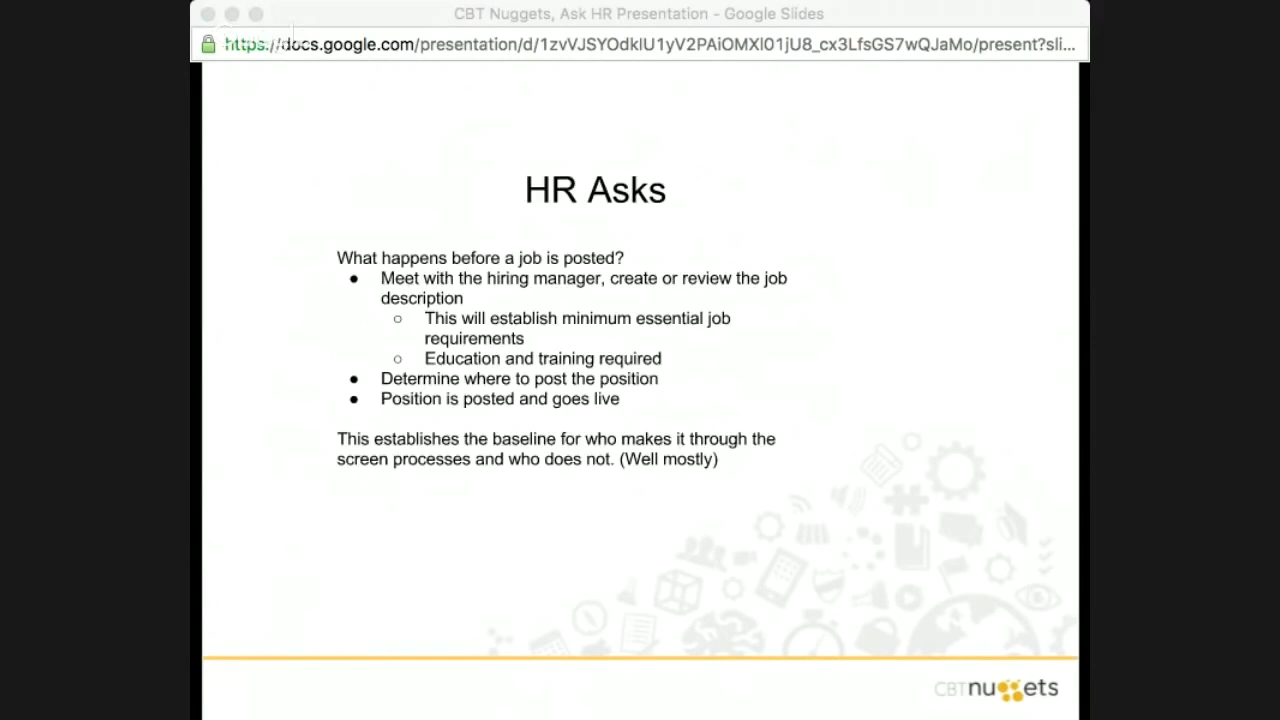 CBT Nuggets, Ask HR Presentation - Google Slides
https://docs.google.com/presentation/d/1zvVJSYOdklU1yV2PAiOMXl01jU8_cx3LfsGS7wQJaMo/present?sli...
HR Asks
What happens before a job is posted?
● Meet with the hiring manager, create or review the job
description
○ This will establish minimum essential job
requirements
○ Education and training required
● Determine where to post the position
● Position is posted and goes live
This establishes the baseline for who makes it through the
screen processes and who does not. (Well mostly)
CBTnuggets